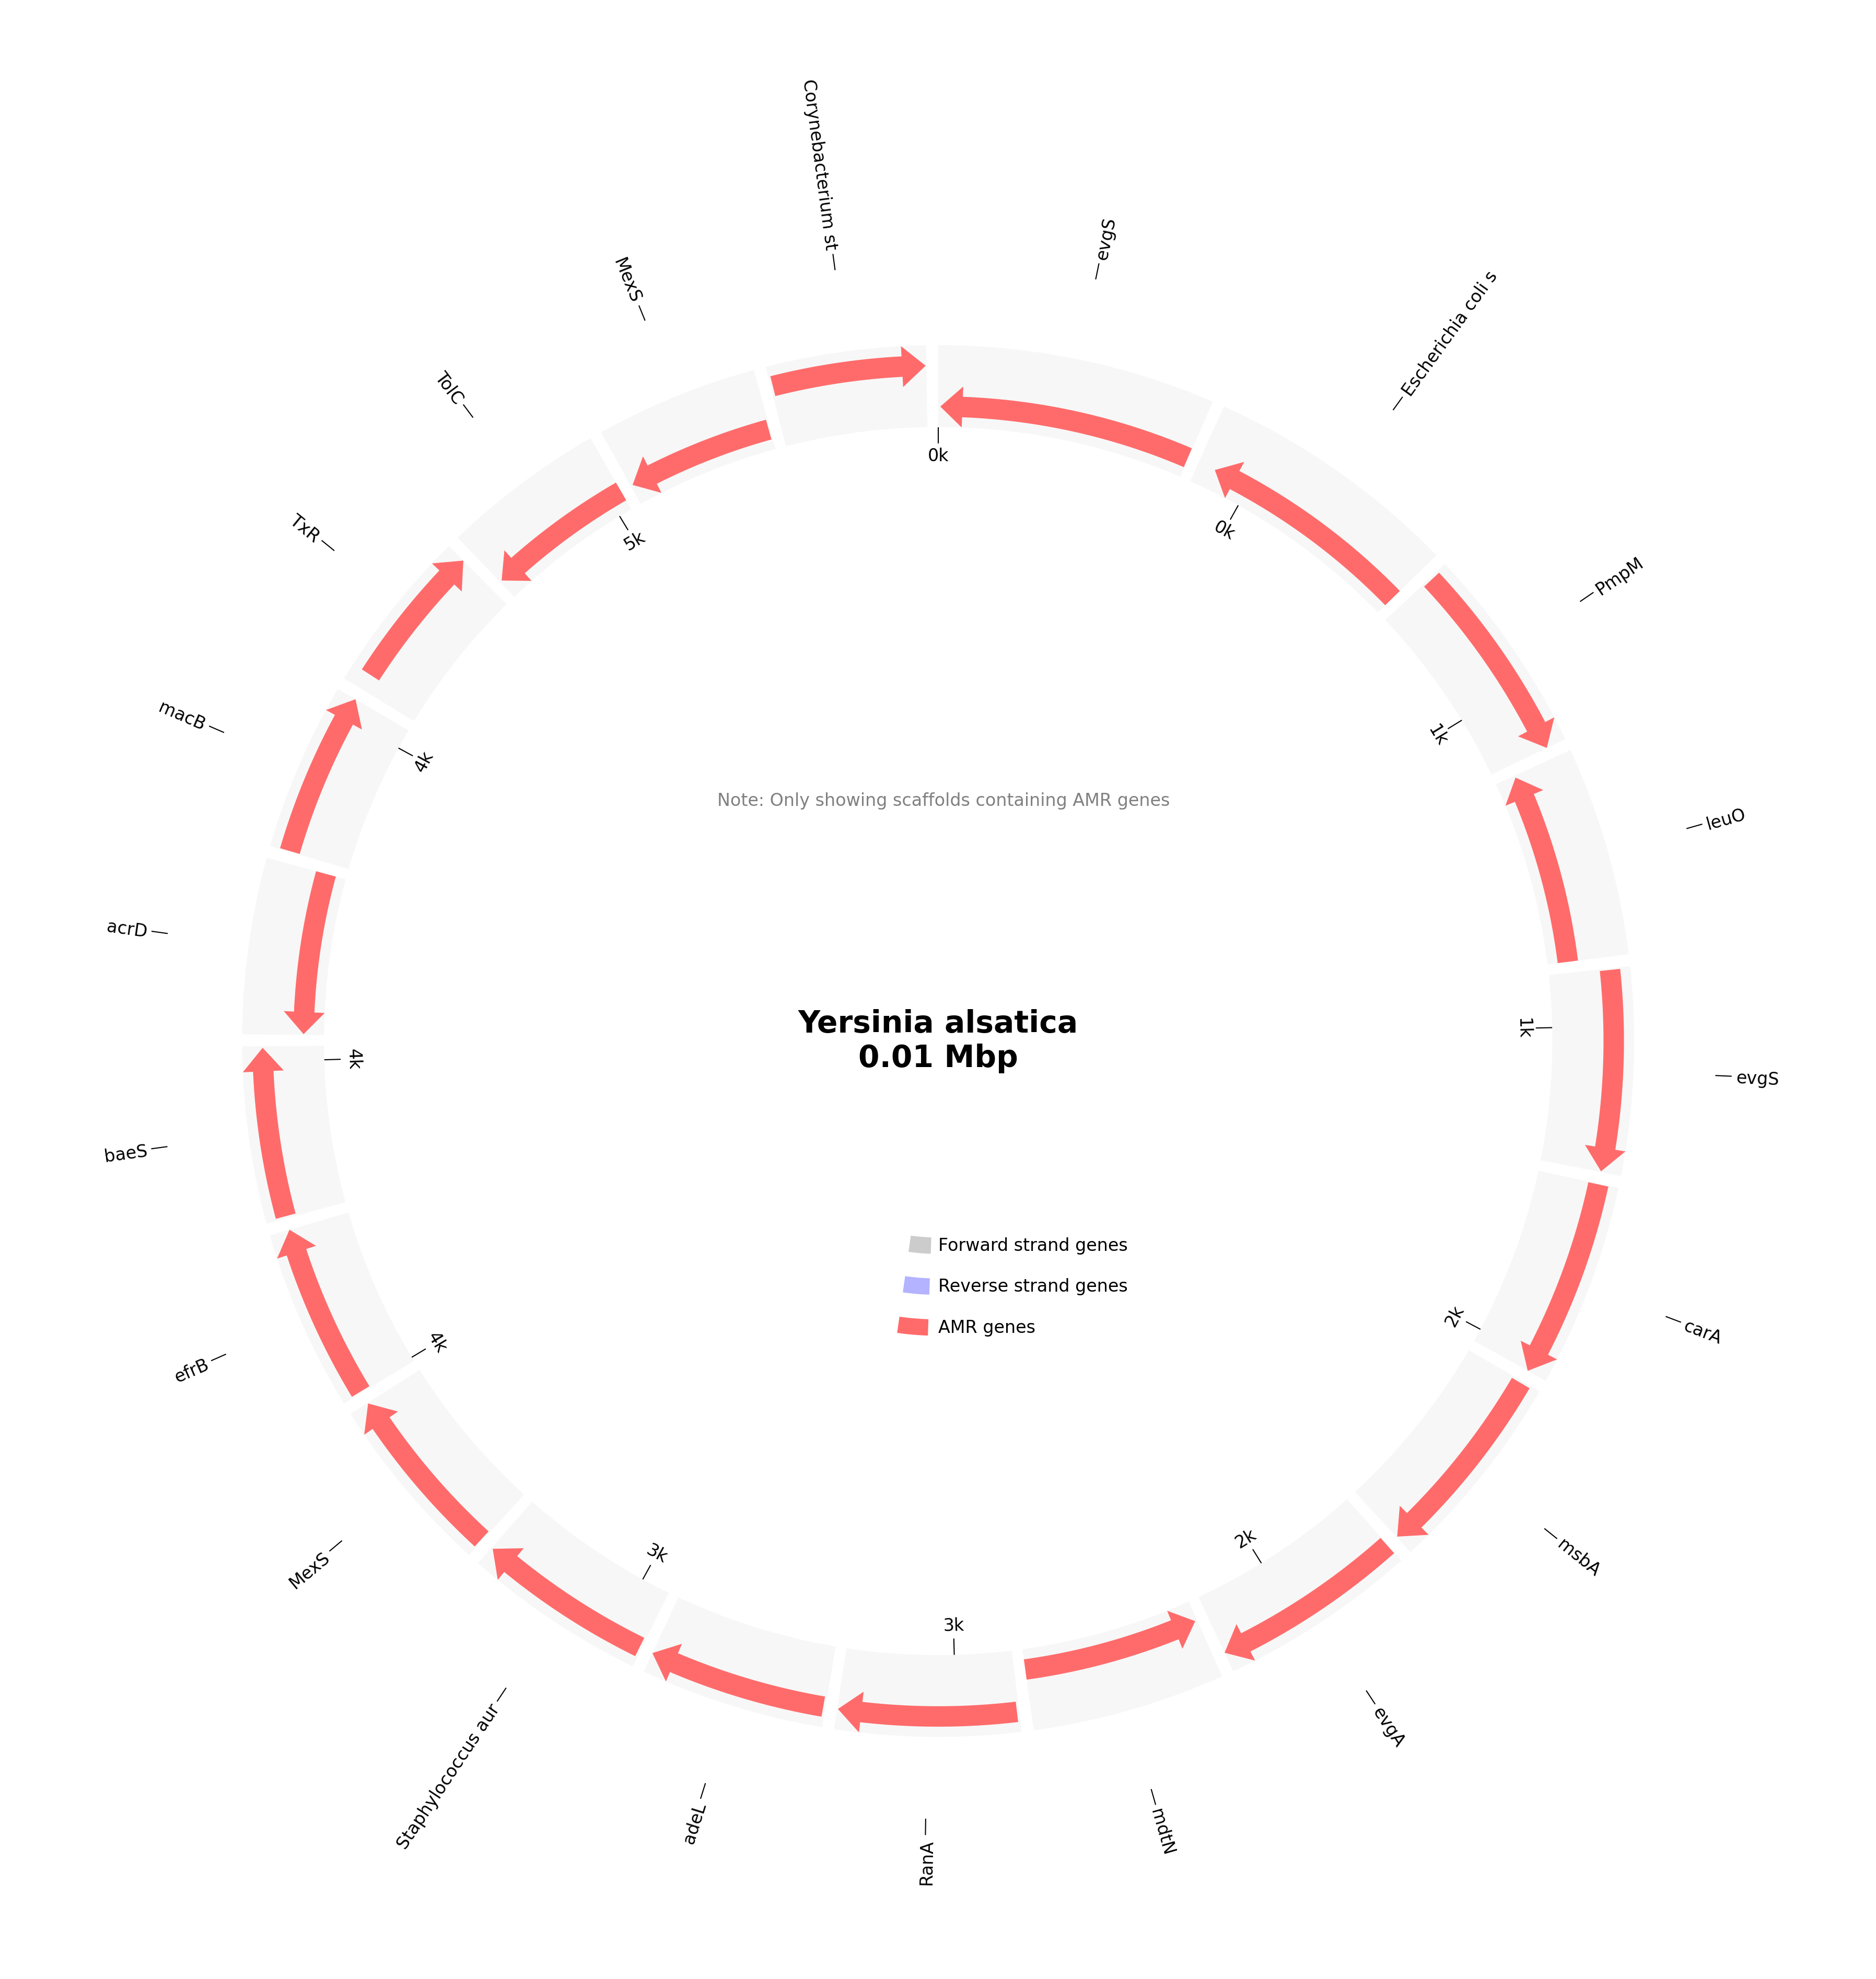 Corynebacterium st
evgS
Escherichia coli s
MexS
TolC
TxR
PmpM
macB
leuO
acrD
evgS
baeS
carA
efrB
msbA
MexS
evgA
Staphylococcus aur
adeL
RanA
mdtN
0k
0k
1k
1k
2k
2k
3k
3k
4k
4k
4k
5k
Note: Only showing scaffolds containing AMR genes
Yersinia alsatica
0.01 Mbp
Forward strand genes
Reverse strand genes
AMR genes